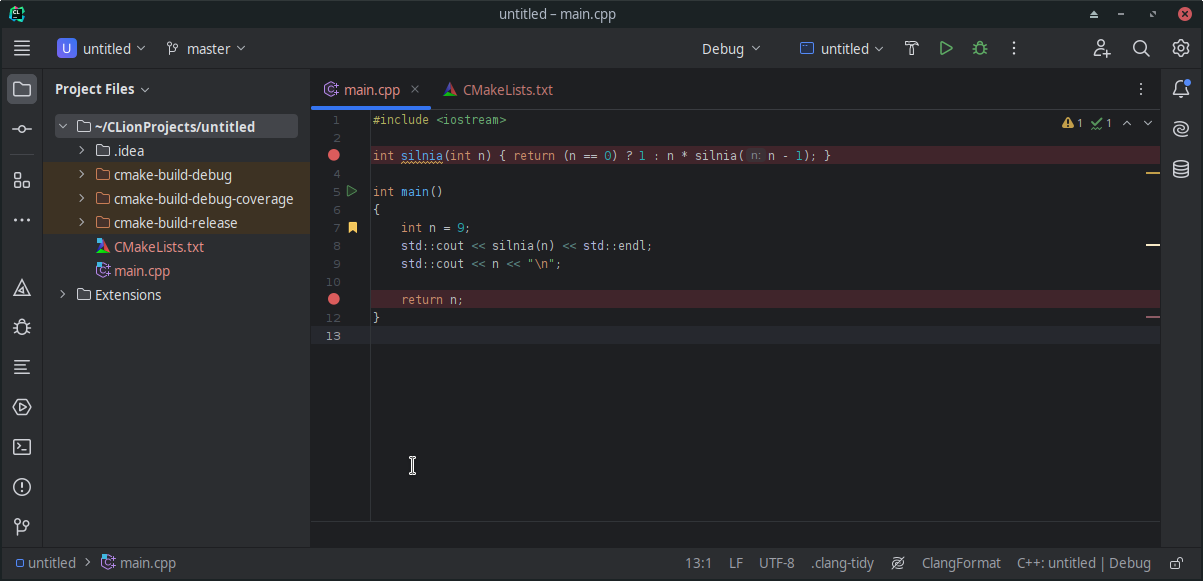 CL
untitled – main.cpp
U untitled master Debug untitled
Project Files
main.cpp CMakeLists.txt
~/CLionProjects/untitled
.idea
cmake-build-debug
cmake-build-debug-coverage
cmake-build-release
CMakeLists.txt
main.cpp
Extensions
1 #include <iostream> 1 1
2
int silnia(int n) { return (n == 0) ? 1 : n * silnia( n: n - 1); }
4
5 int main()
6 {
7 int n = 9;
8 std::cout << silnia(n) << std::endl;
9 std::cout << n << "\n";
10
return n;
12 }
13
untitled main.cpp 13:1 LF UTF-8 .clang-tidy ClangFormat C++: untitled | Debug